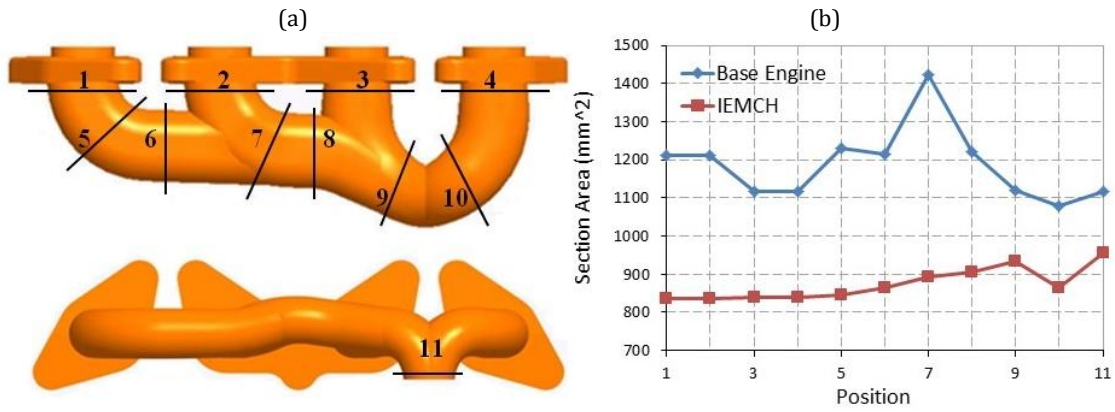 (a)
1 2 3 4
5 6 7 8
9 10
11
(b)
1500
1400
1300
1200
1100
1000
900
800
700
Section Area (mm^2)
Base Engine
IEMCH
1 3 5 7 9 11
Position